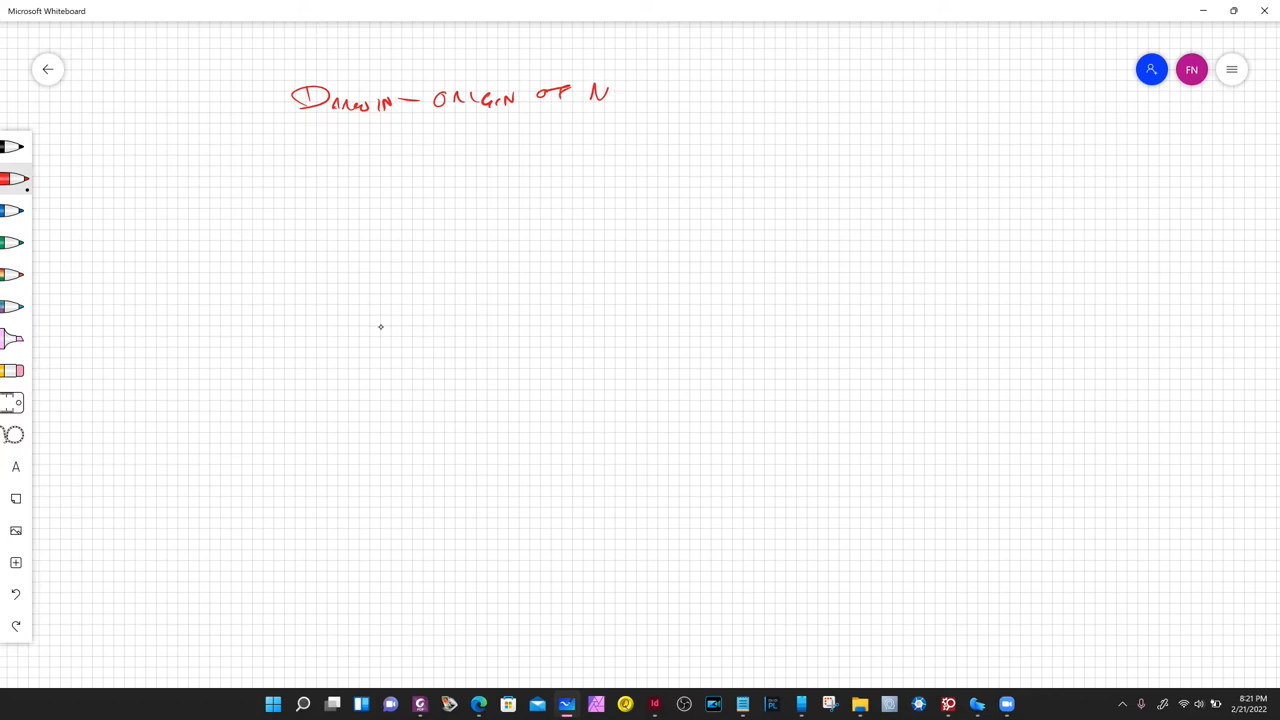 Microsoft Whiteboard
FN
DARWIN — ORIGIN OF N
A
8:21 PM
2/21/2022